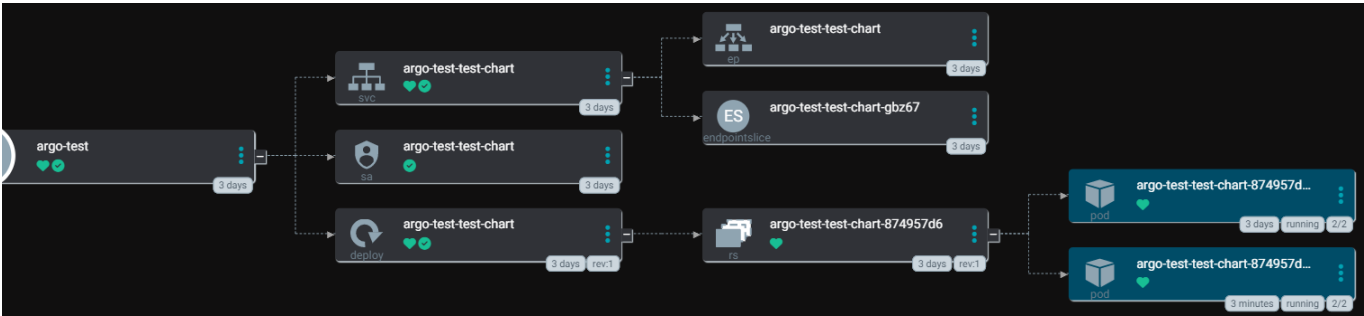 argo-test
3 days
argo-test-test-chart
svc
3 days
argo-test-test-chart
sa
3 days
argo-test-test-chart
deploy
3 days rev:1
argo-test-test-chart
ep
3 days
ES
argo-test-test-chart-gbz67
endpointslice
3 days
argo-test-test-chart-874957d6
rs
3 days rev:1
argo-test-test-chart-874957d...
pod
3 days running 2/2
argo-test-test-chart-874957d...
pod
3 minutes running 2/2